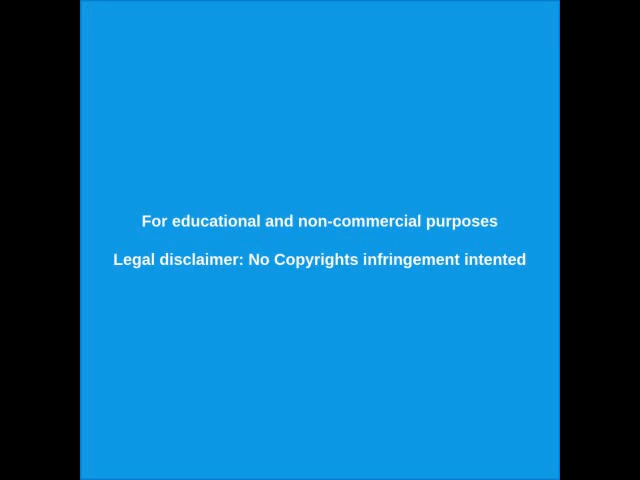 For educational and non-commercial purposes
Legal disclaimer: No Copyrights infringement intented